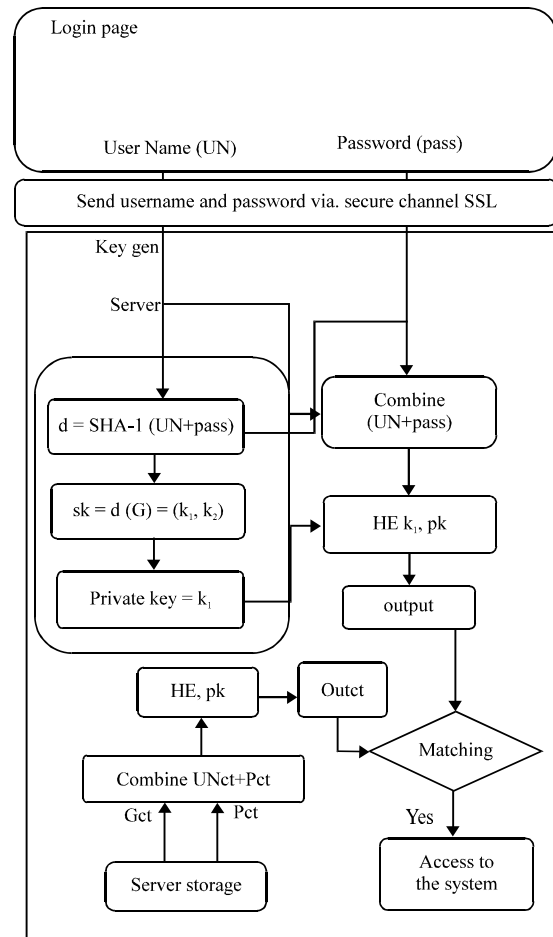 Login page
User Name (UN)
Password (pass)
Send username and password via. secure channel SSL
Key gen
Server
d = SHA-1 (UN+pass)
Combine
(UN+pass)
sk = d (G) = (k₁, k₂)
HE k₁, pk
Private key = k₁
output
HE, pk
Outct
Matching
Combine UNct+Pct
Gct
Pct
Yes
Server storage
Access to
the system